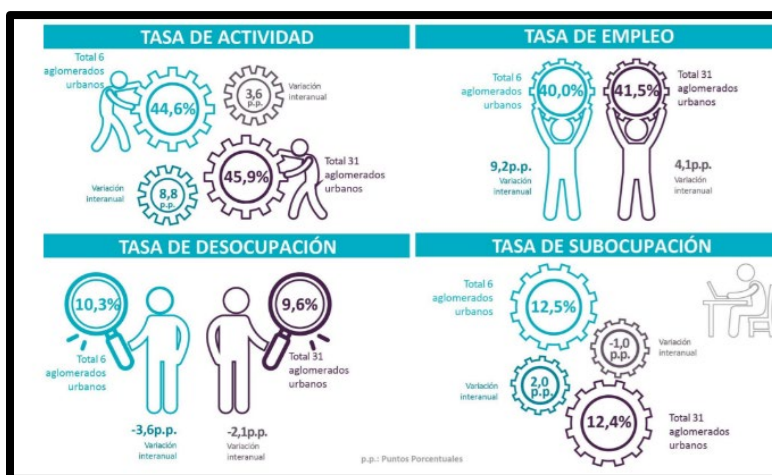 TASA DE ACTIVIDAD
Total 6
aglomerados
urbanos
44,6%
3,6
p.p.
Variación
interanual
45,9%
Total 31
aglomerados
urbanos
Variación
interanual
8,8
p.p.
TASA DE EMPLEO
Total 6
aglomerados
urbanos
40,0%
41,5%
Total 31
aglomerados
urbanos
9,2p.p.
Variación
interanual
4,1p.p.
Variación
interanual
TASA DE DESOCUPACIÓN
10,3%
Total 6
aglomerados
urbanos
9,6%
Total 31
aglomerados
urbanos
-3,6p.p.
Variación
interanual
-2,1p.p.
Variación
interanual
TASA DE SUBOCUPACIÓN
Total 6
aglomerados
urbanos
12,5%
-1,0
p.p.
Variación
interanual
Variación
interanual
2,0
p.p.
12,4%
Total 31
aglomerados
urbanos
p.p.: Puntos Porcentuales